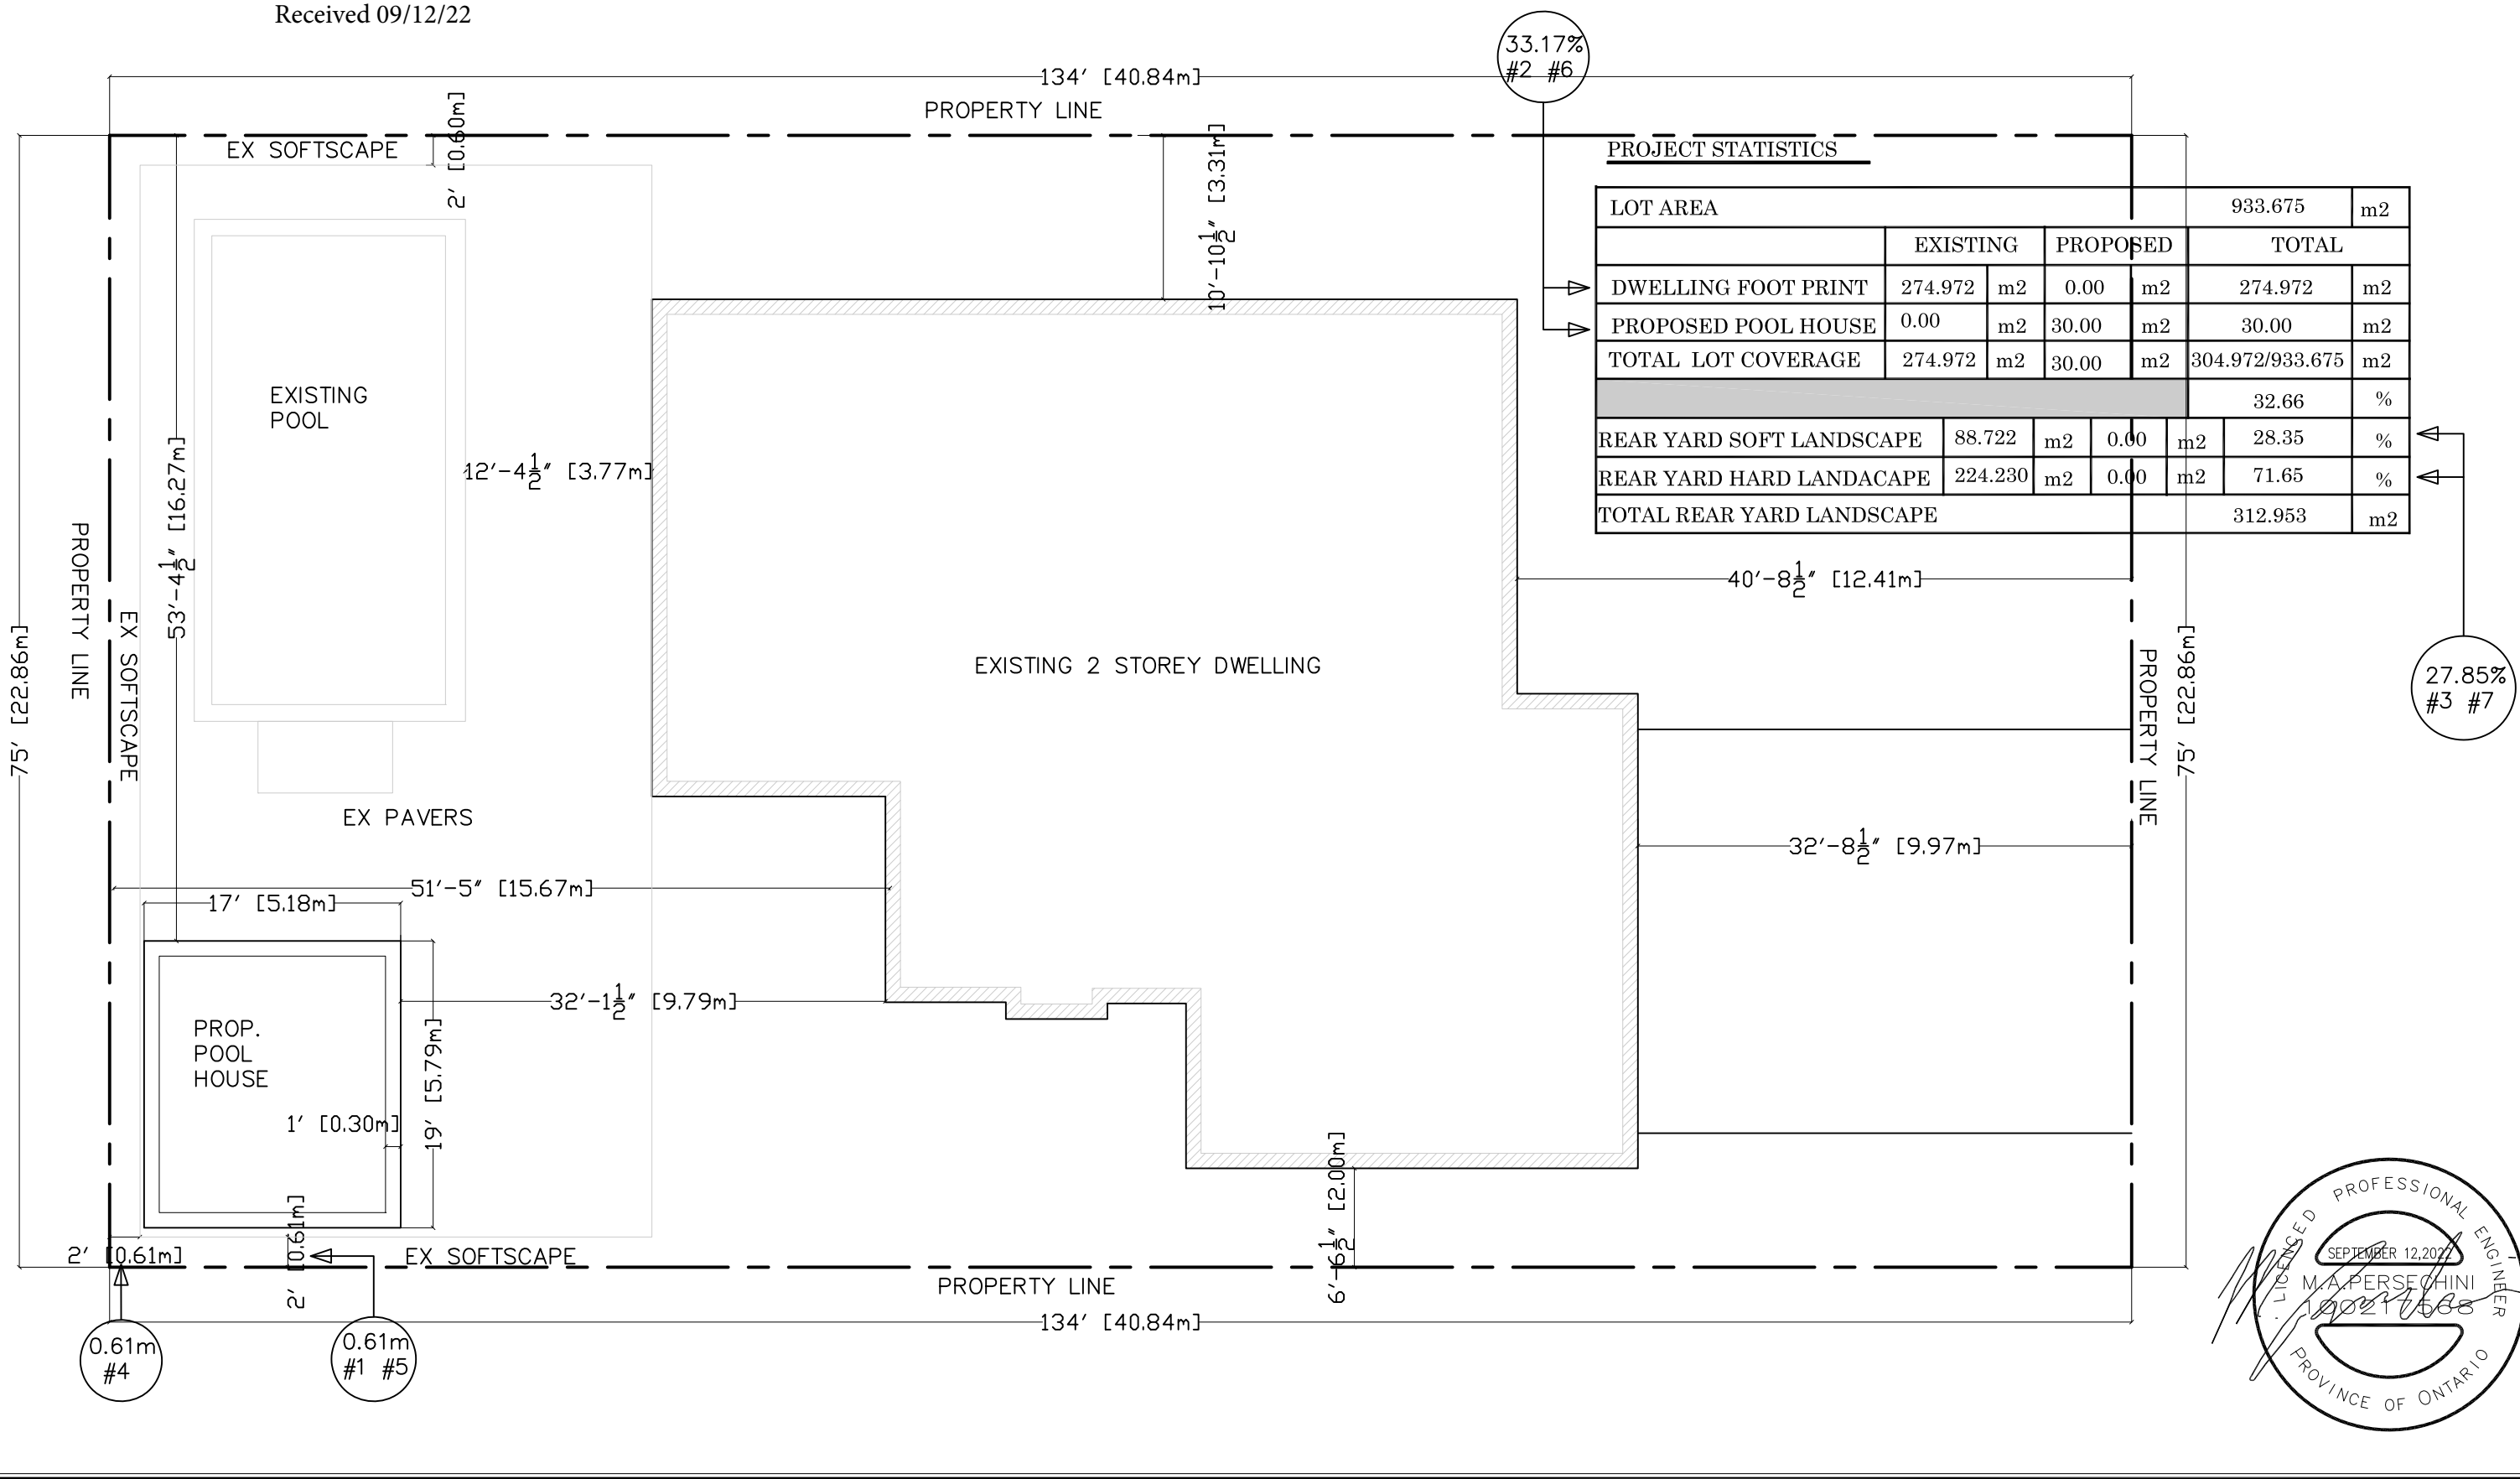 Received 09/12/22
33.17%
#2 #6
134' [40.84m]
PROPERTY LINE
EX SOFTSCAPE
2' [0.60m]
10'-10½" [3.31m]
PROJECT STATISTICS
LOT AREA 933.675 m2
EXISTING PROPOSED TOTAL
DWELLING FOOT PRINT 274.972 m2 0.00 m2 274.972 m2
PROPOSED POOL HOUSE 0.00 m2 30.00 m2 30.00 m2
TOTAL LOT COVERAGE 274.972 m2 30.00 m2 304.972/933.675 m2
32.66 %
REAR YARD SOFT LANDSCAPE 88.722 m2 0.00 m2 28.35 %
REAR YARD HARD LANDACAPE 224.230 m2 0.00 m2 71.65 %
TOTAL REAR YARD LANDSCAPE 312.953 m2
27.85%
#3 #7
EXISTING
POOL
12'-4½" [3.77m]
53'-4½" [16.27m]
PROPERTY LINE
EX SOFTSCAPE
75' [22.86m]
EXISTING 2 STOREY DWELLING
40'-8½" [12.41m]
PROPERTY LINE
75' [22.86m]
32'-8½" [9.97m]
EX PAVERS
51'-5" [15.67m]
17' [5.18m]
32'-1½" [9.79m]
PROP.
POOL
HOUSE
1' [0.30m]
19' [5.79m]
2' [0.61m]
2' [0.61m]
EX SOFTSCAPE
6'-6½" [2.00m]
PROPERTY LINE
134' [40.84m]
0.61m
#4
0.61m
#1 #5
LICENCED PROFESSIONAL ENGINEER
SEPTEMBER 12,2022
M.A.PERSECHINI
100217568
PROVINCE OF ONTARIO